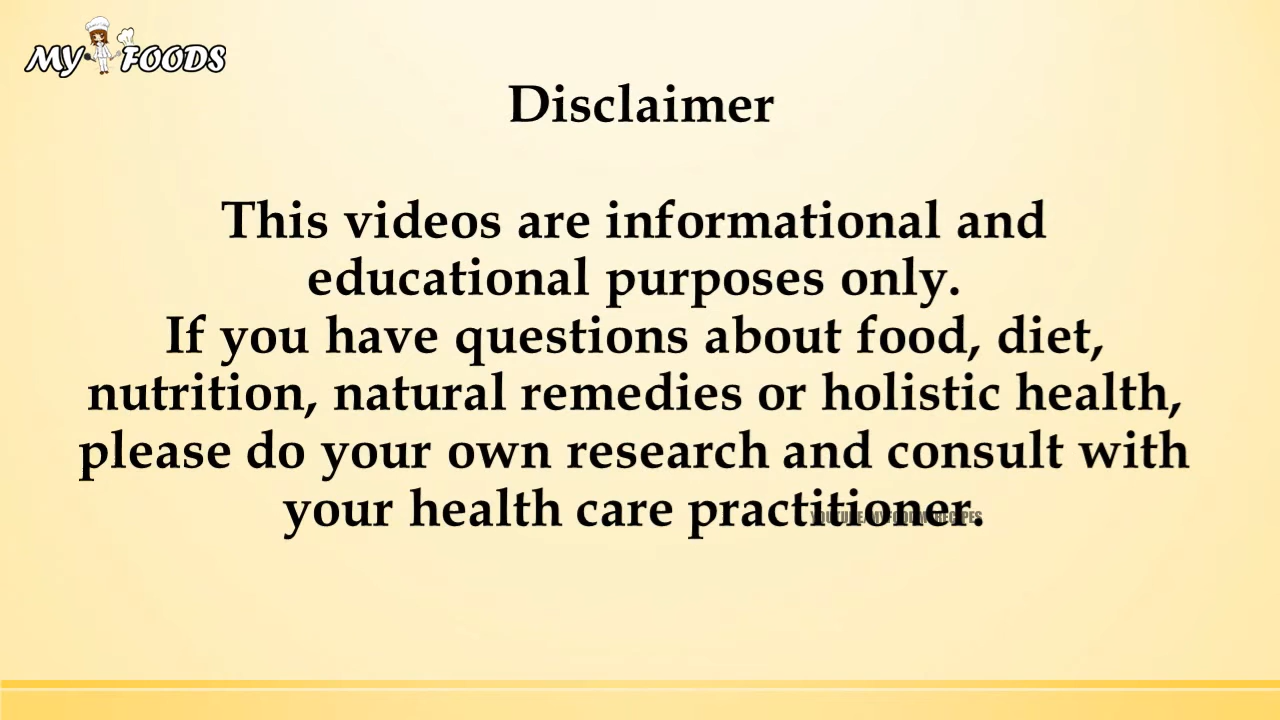 MY FOODS
Disclaimer
This videos are informational and
educational purposes only.
If you have questions about food, diet,
nutrition, natural remedies or holistic health,
please do your own research and consult with
your health care practitioner.